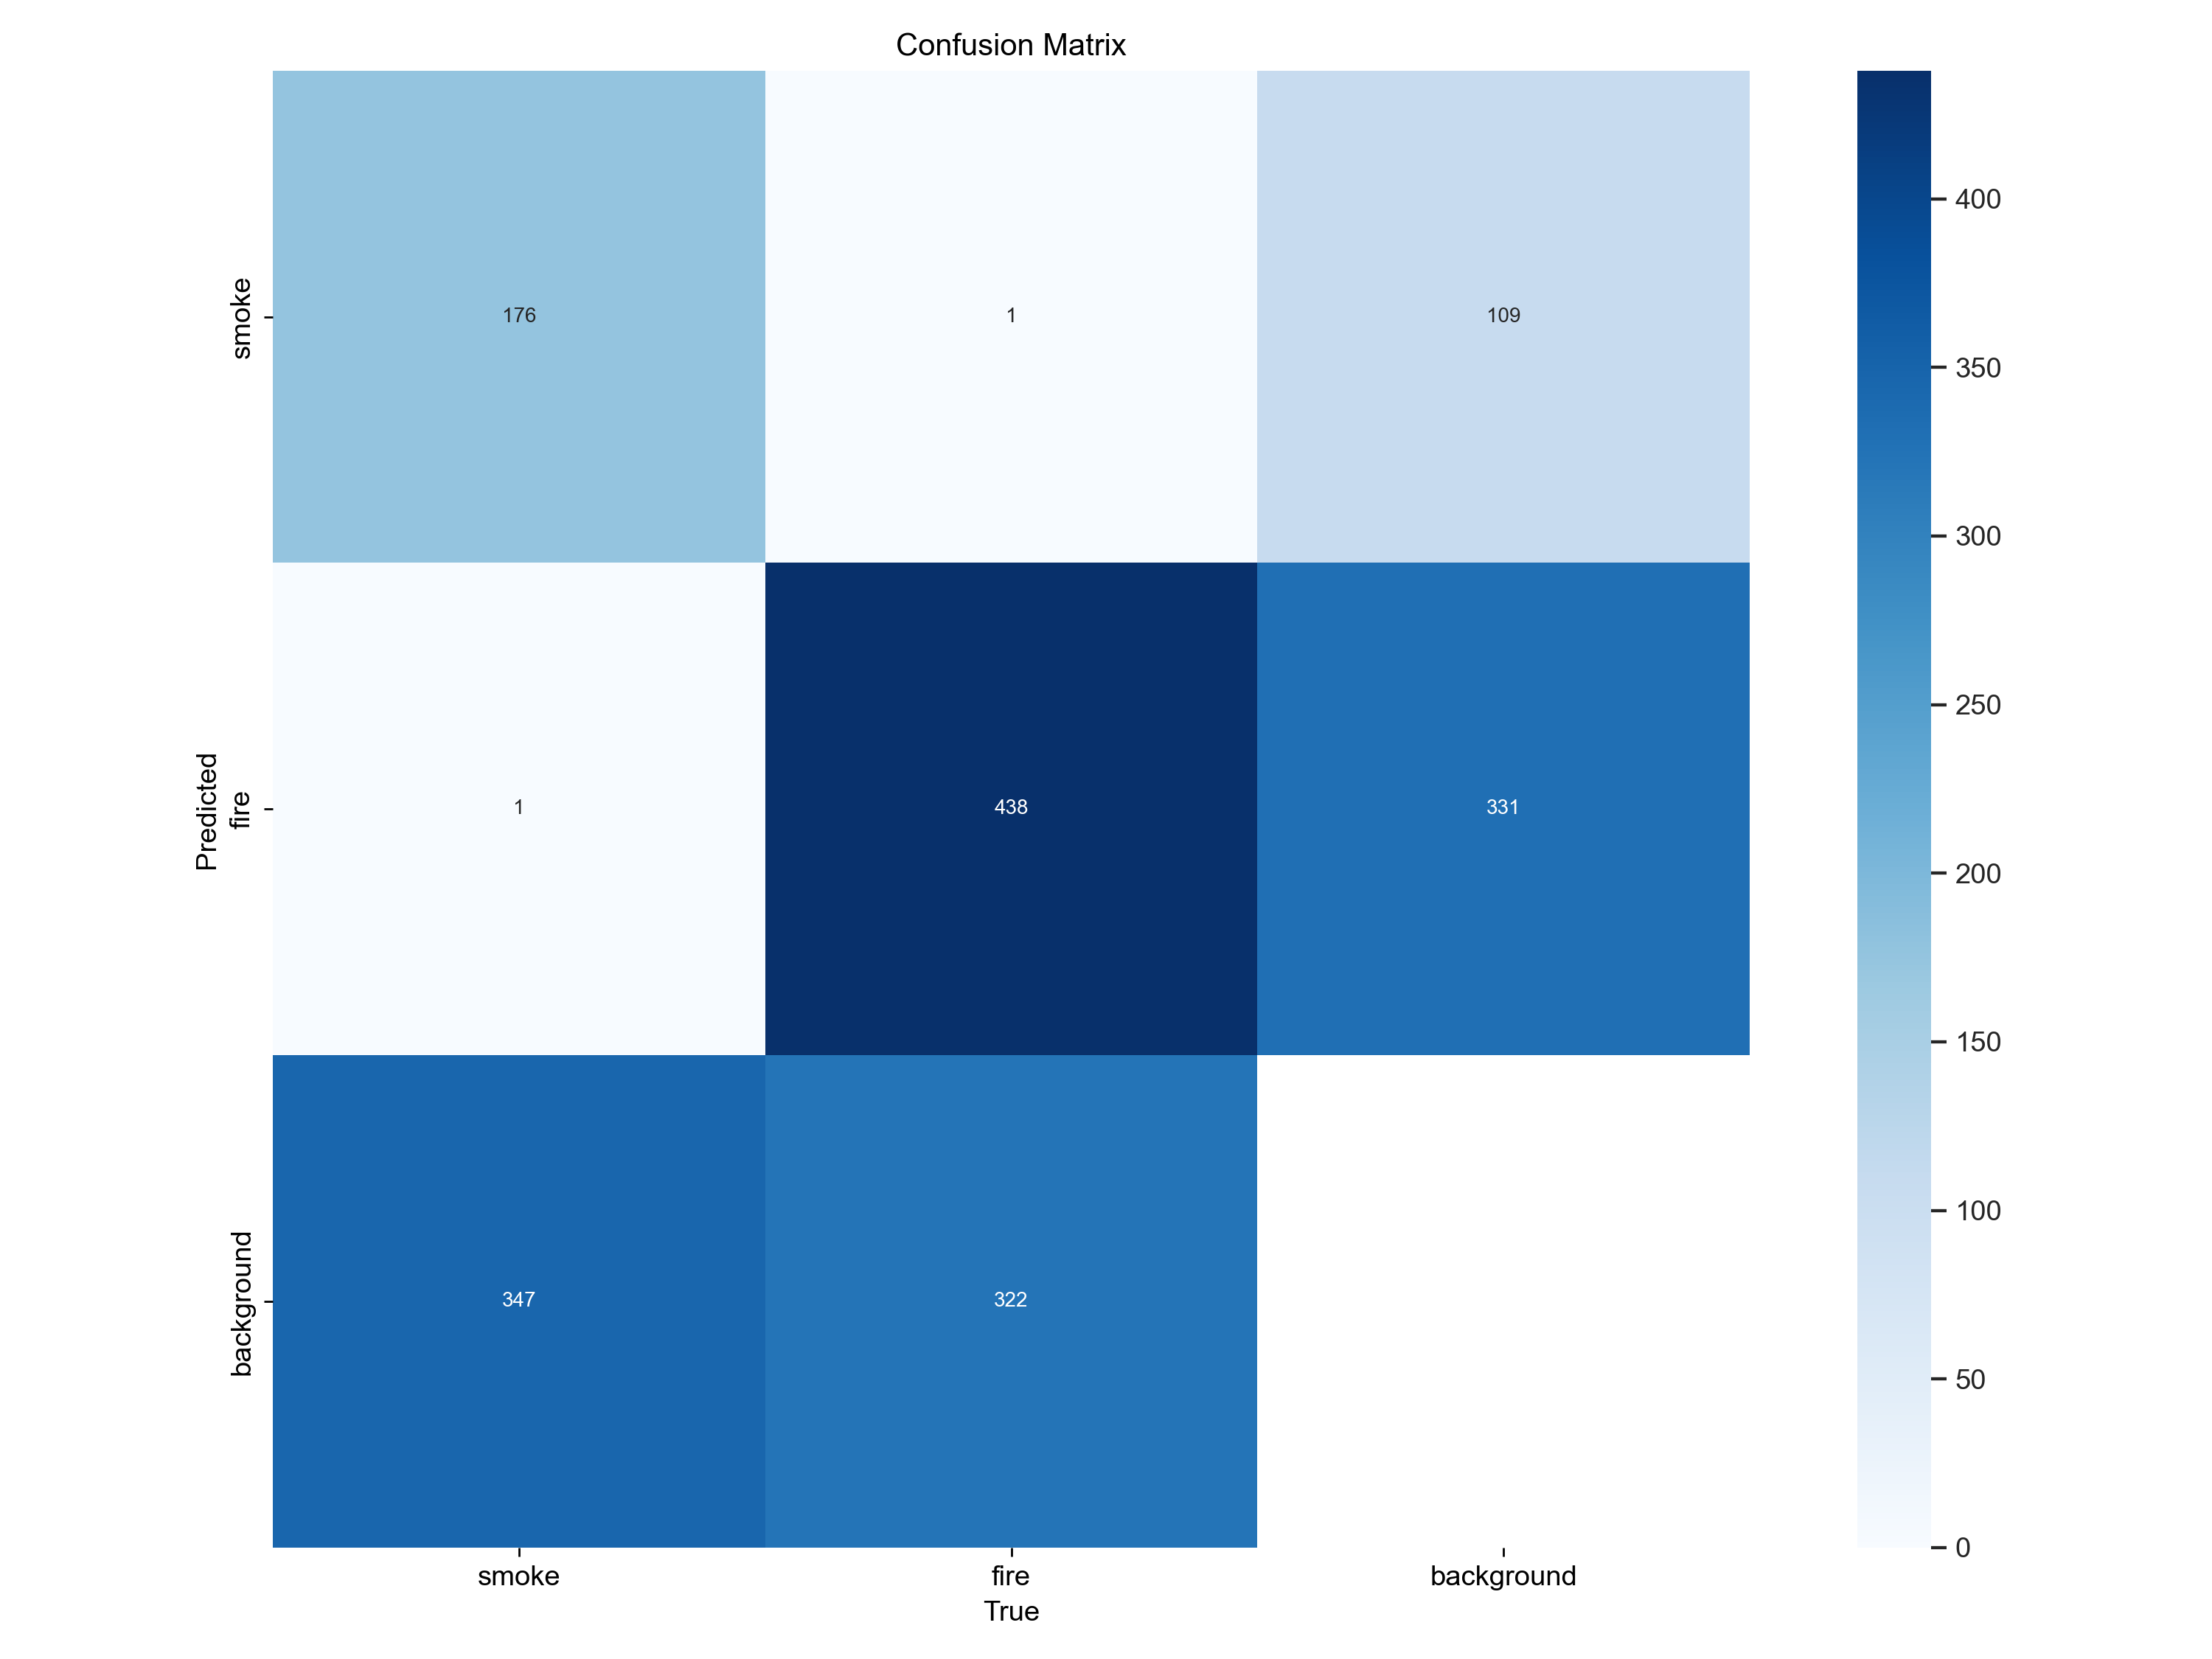 Confusion Matrix
smoke
176
1
109
Predicted
fire
1
438
331
background
347
322
smoke
fire
background
True
400
350
300
250
200
150
100
50
0